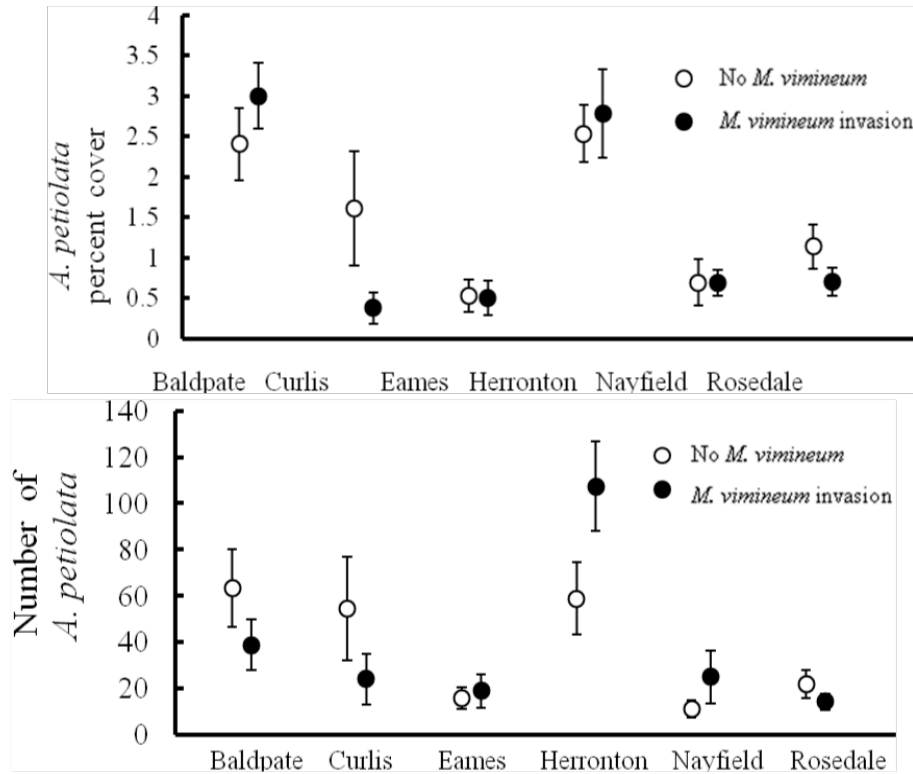 4
3.5
3
2.5
2
1.5
1
0.5
0
A. petiolata
percent cover
No M. vimineum
M. vimineum invasion
Baldpate Curlis Eames Herronton Nayfield Rosedale
140
120
100
80
60
40
20
0
Number of
A. petiolata
No M. vimineum
M. vimineum invasion
Baldpate Curlis Eames Herronton Nayfield Rosedale